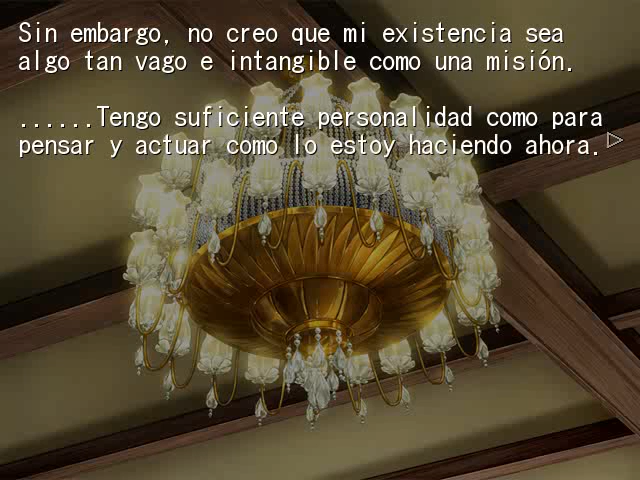 Sin embargo, no creo que mi existencia sea
algo tan vago e intangible como una misión.
......Tengo suficiente personalidad como para
pensar y actuar como lo estoy haciendo ahora.